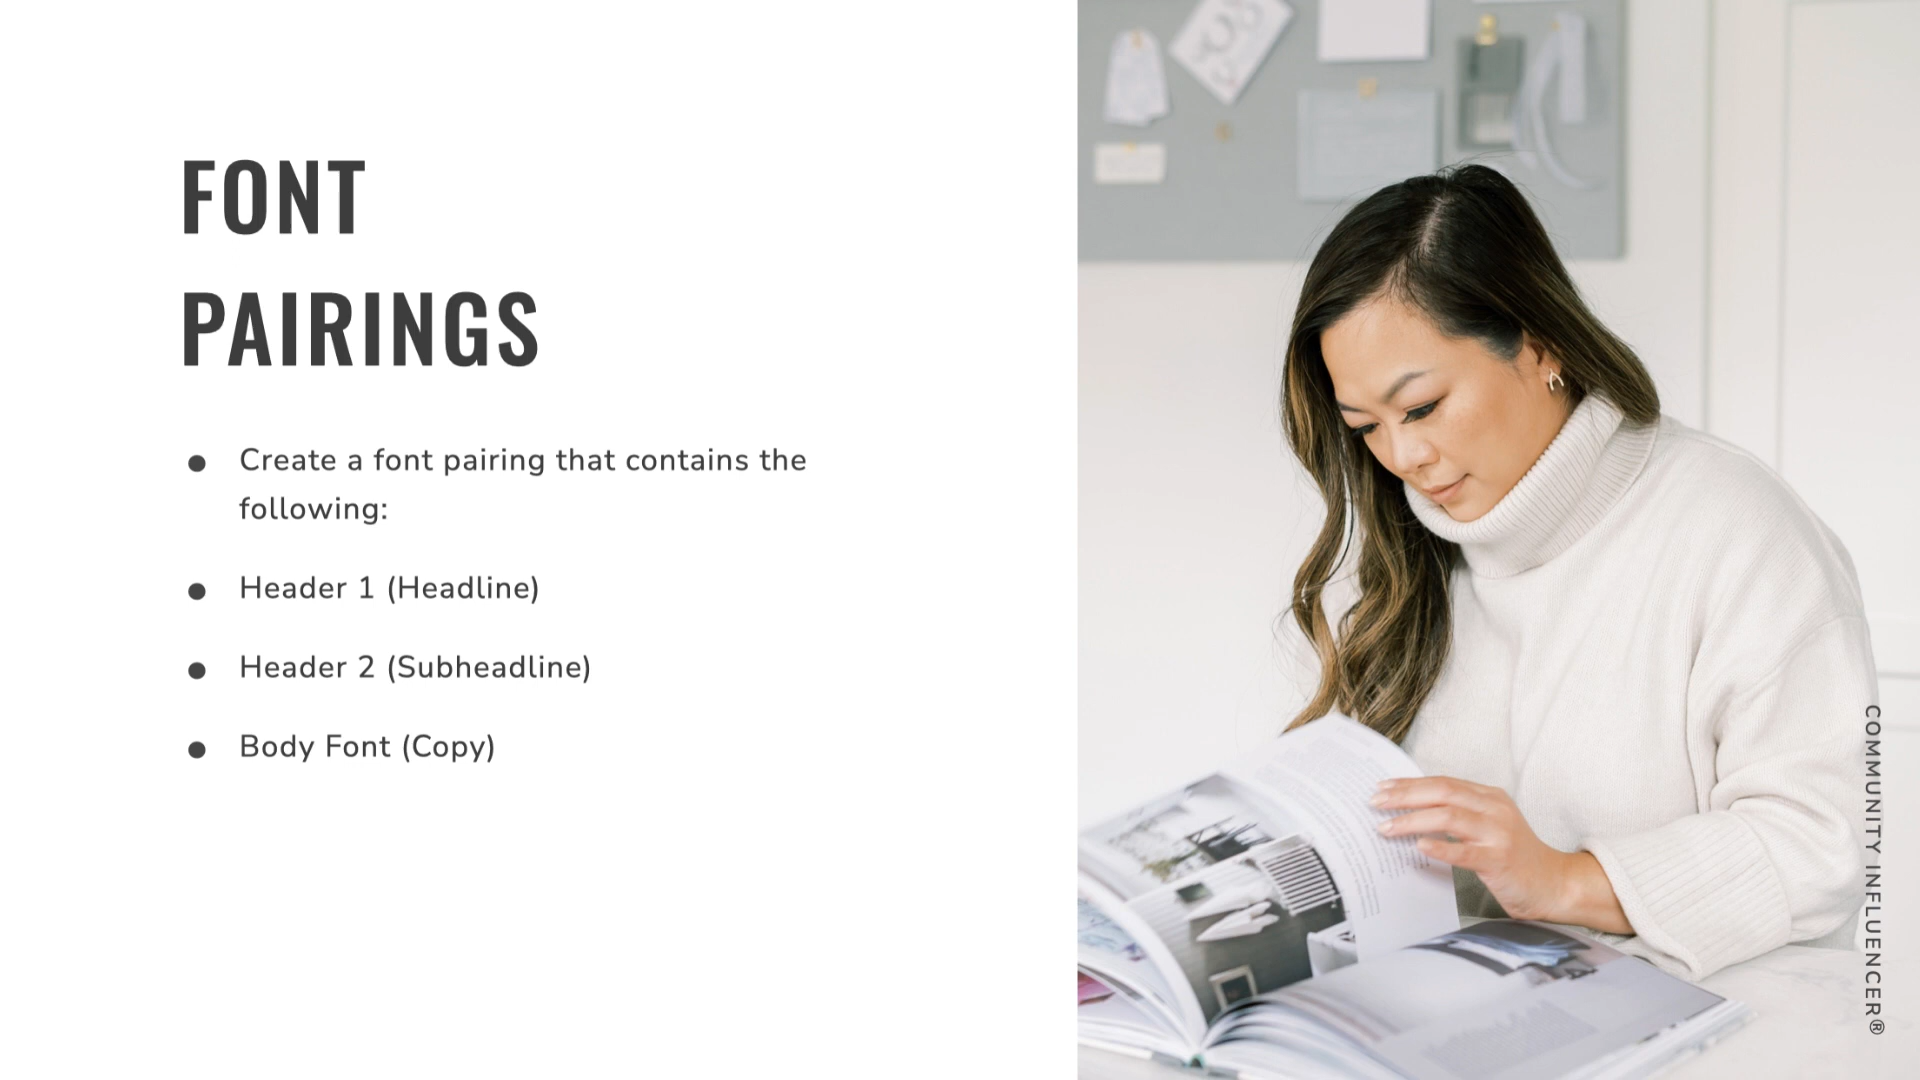 FONT
PAIRINGS
● Create a font pairing that contains the
following:
● Header 1 (Headline)
● Header 2 (Subheadline)
● Body Font (Copy)
COMMUNITY INFLUENCER®